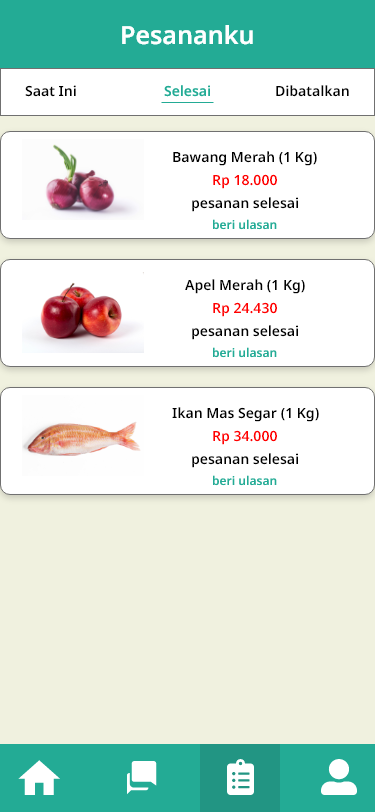 Pesananku
Saat Ini
Selesai
Dibatalkan
Bawang Merah (1 Kg)
Rp 18.000
pesanan selesai
beri ulasan
Apel Merah (1 Kg)
Rp 24.430
pesanan selesai
beri ulasan
Ikan Mas Segar (1 Kg)
Rp 34.000
pesanan selesai
beri ulasan